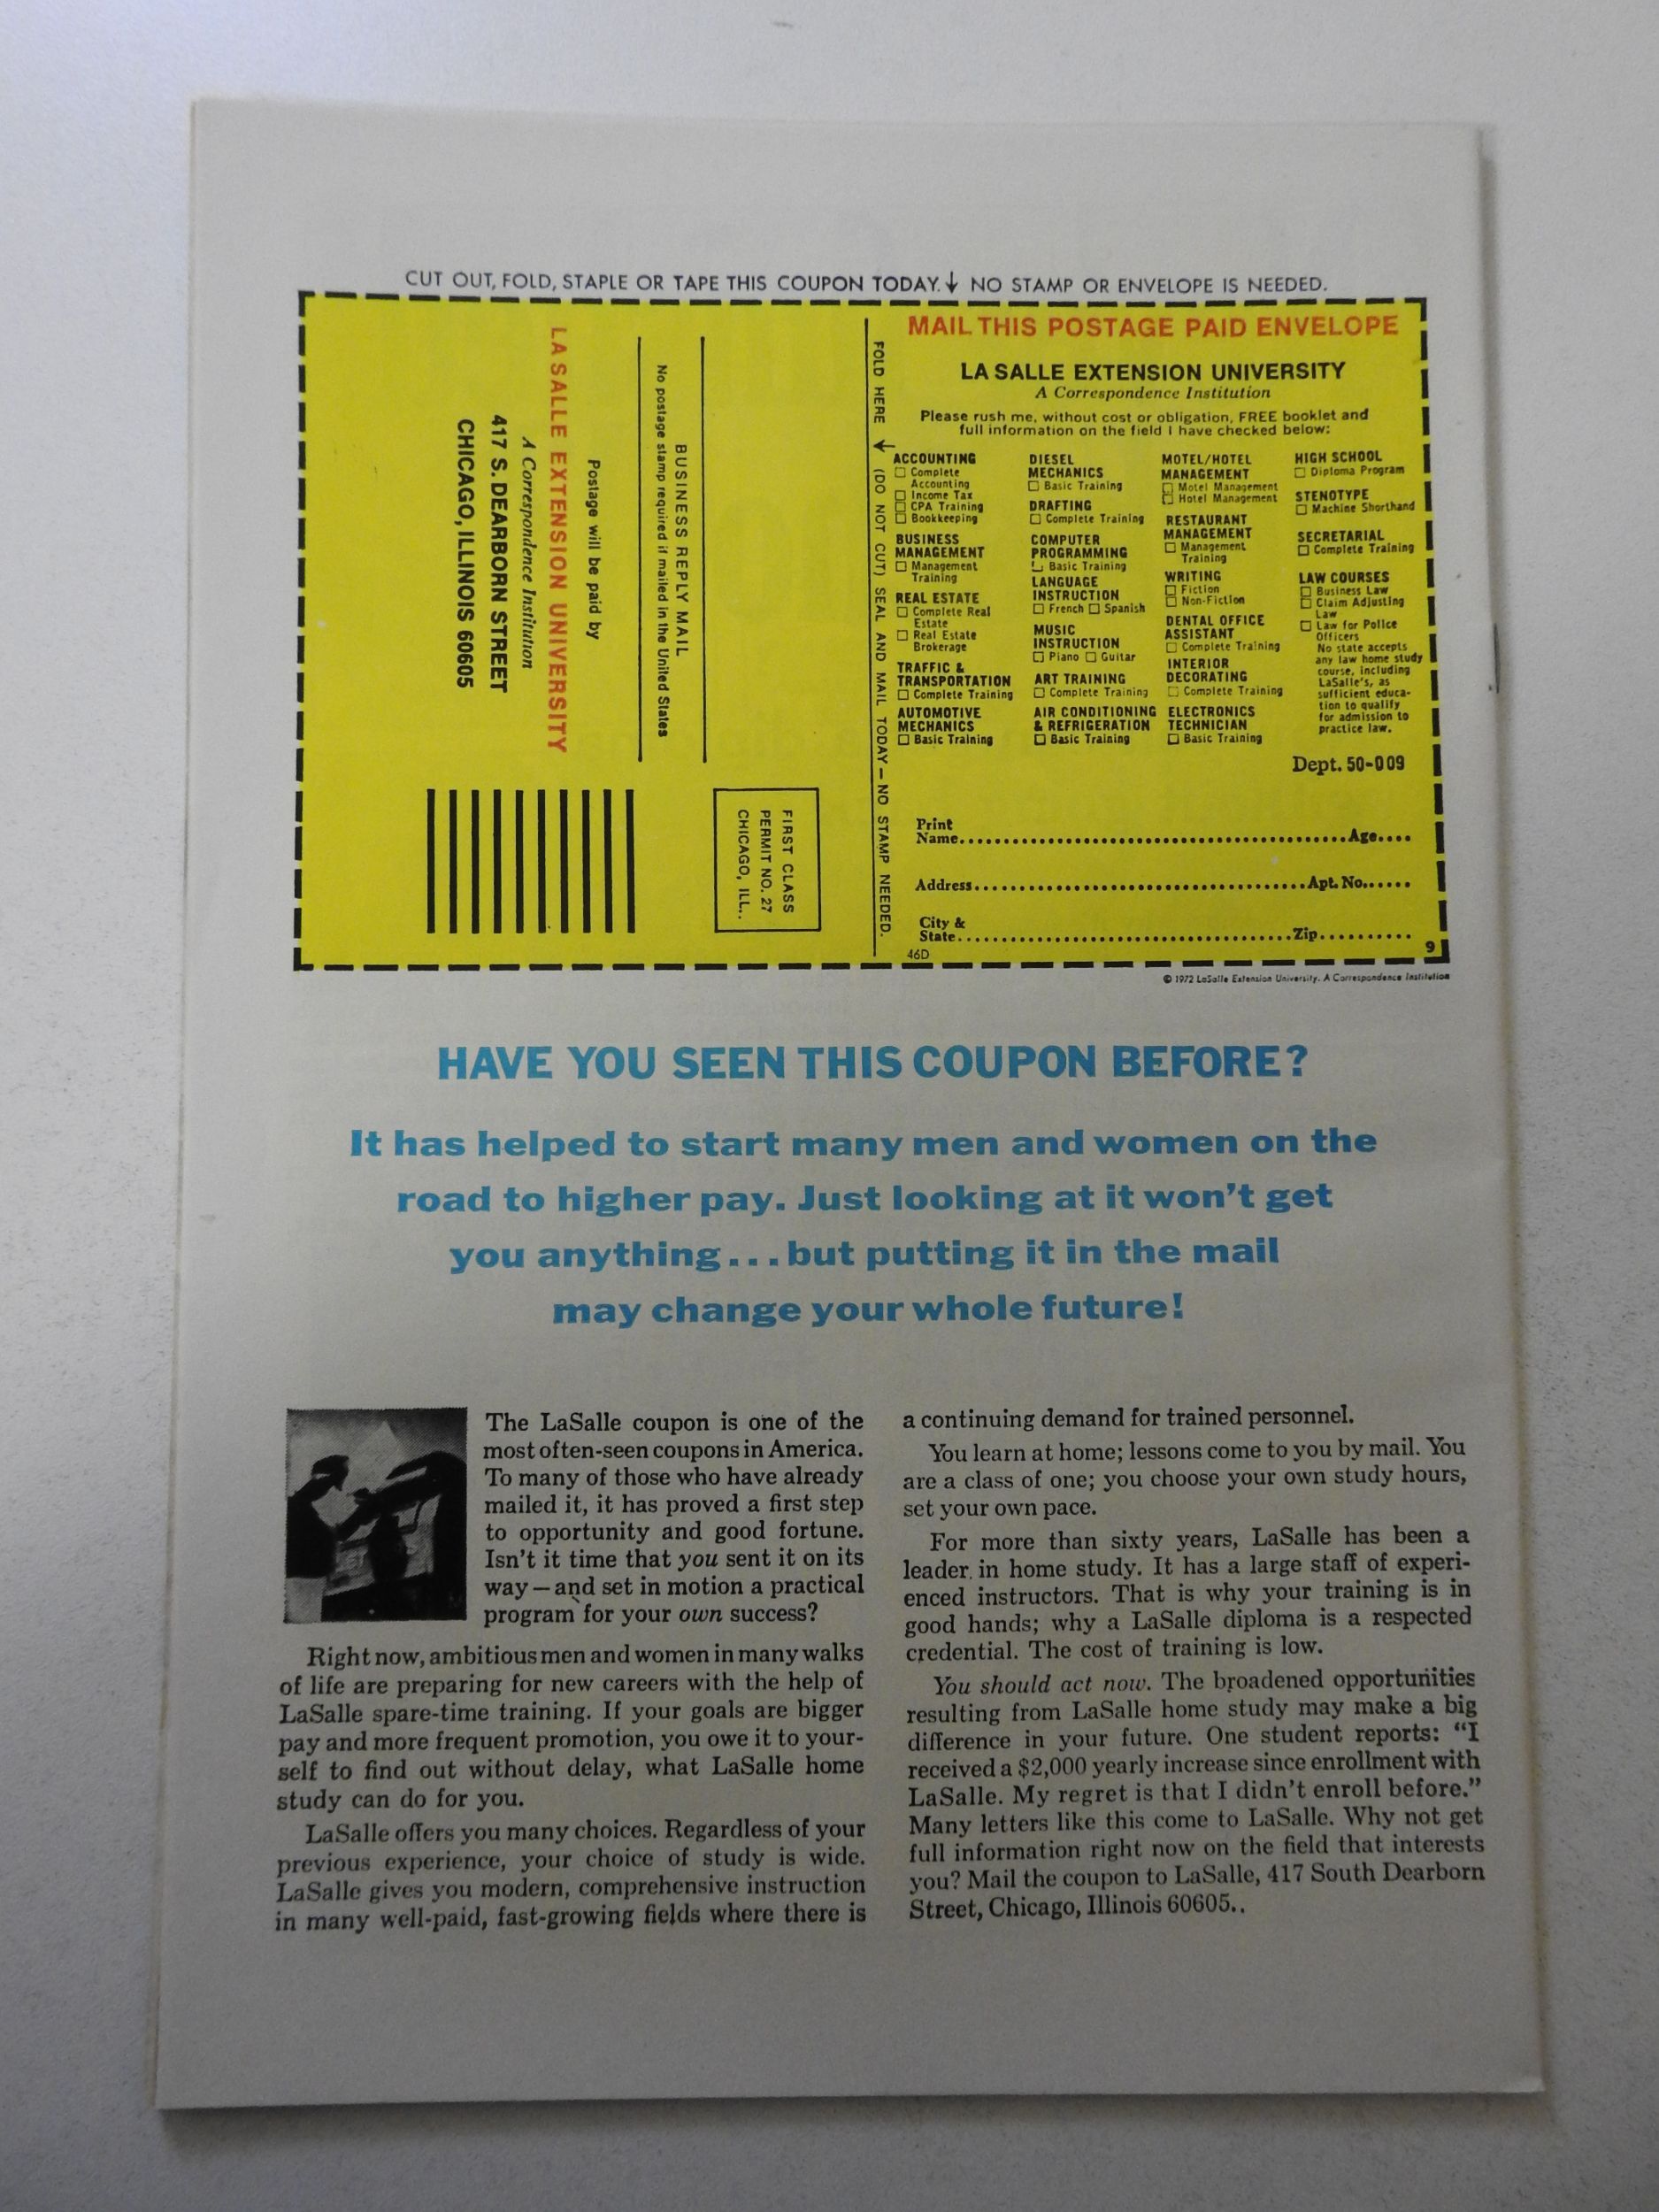 CUT OUT, FOLD, STAPLE OR TAPE THIS COUPON TODAY.↓ NO STAMP OR ENVELOPE IS NEEDED.
FIRST CLASS
PERMIT NO. 27
CHICAGO, ILL..
BUSINESS REPLY MAIL
No postage stamp required if mailed in the United States
Postage will be paid by
LA SALLE EXTENSION UNIVERSITY
A Correspondence Institution
417 S. DEARBORN STREET
CHICAGO, ILLINOIS 60605
FOLD HERE ↓ (DO NOT CUT) SEAL AND MAIL TODAY — NO STAMP NEEDED.
MAIL THIS POSTAGE PAID ENVELOPE
LA SALLE EXTENSION UNIVERSITY
A Correspondence Institution
Please rush me, without cost or obligation, FREE booklet and
full information on the field I have checked below:
ACCOUNTING
☐ Complete
Accounting
☐ Income Tax
☐ CPA Training
☐ Bookkeeping
BUSINESS
MANAGEMENT
☐ Management
Training
REAL ESTATE
☐ Complete Real
Estate
☐ Real Estate
Brokerage
TRAFFIC &
TRANSPORTATION
☐ Complete Training
AUTOMOTIVE
MECHANICS
☐ Basic Training
DIESEL
MECHANICS
☐ Basic Training
DRAFTING
☐ Complete Training
COMPUTER
PROGRAMMING
☐ Basic Training
LANGUAGE
INSTRUCTION
☐ French ☐ Spanish
MUSIC
INSTRUCTION
☐ Piano ☐ Guitar
ART TRAINING
☐ Complete Training
AIR CONDITIONING
& REFRIGERATION
☐ Basic Training
MOTEL/HOTEL
MANAGEMENT
☐ Motel Management
☐ Hotel Management
RESTAURANT
MANAGEMENT
☐ Management
Training
WRITING
☐ Fiction
☐ Non-Fiction
DENTAL OFFICE
ASSISTANT
☐ Complete Training
INTERIOR
DECORATING
☐ Complete Training
ELECTRONICS
TECHNICIAN
☐ Basic Training
HIGH SCHOOL
☐ Diploma Program
STENOTYPE
☐ Machine Shorthand
SECRETARIAL
☐ Complete Training
LAW COURSES
☐ Business Law
☐ Claim Adjusting
Law
☐ Law for Police
Officers
No state accepts
any law home study
course, including
LaSalle's, as
sufficient educa-
tion to qualify
for admission to
practice law.
Dept. 50-009
Print
Name..........Age....
Address..........Apt. No......
City &
State..........Zip..........
46D
9
© 1972 LaSalle Extension University. A Correspondence Institution
HAVE YOU SEEN THIS COUPON BEFORE?
It has helped to start many men and women on the
road to higher pay. Just looking at it won't get
you anything...but putting it in the mail
may change your whole future!
The LaSalle coupon is one of the
most often-seen coupons in America.
To many of those who have already
mailed it, it has proved a first step
to opportunity and good fortune.
Isn't it time that you sent it on its
way—and set in motion a practical
program for your own success?
Right now, ambitious men and women in many walks
of life are preparing for new careers with the help of
LaSalle spare-time training. If your goals are bigger
pay and more frequent promotion, you owe it to your-
self to find out without delay, what LaSalle home
study can do for you.
LaSalle offers you many choices. Regardless of your
previous experience, your choice of study is wide.
LaSalle gives you modern, comprehensive instruction
in many well-paid, fast-growing fields where there is
a continuing demand for trained personnel.
You learn at home; lessons come to you by mail. You
are a class of one; you choose your own study hours,
set your own pace.
For more than sixty years, LaSalle has been a
leader in home study. It has a large staff of experi-
enced instructors. That is why your training is in
good hands; why a LaSalle diploma is a respected
credential. The cost of training is low.
You should act now. The broadened opportunities
resulting from LaSalle home study may make a big
difference in your future. One student reports: "I
received a $2,000 yearly increase since enrollment with
LaSalle. My regret is that I didn't enroll before."
Many letters like this come to LaSalle. Why not get
full information right now on the field that interests
you? Mail the coupon to LaSalle, 417 South Dearborn
Street, Chicago, Illinois 60605..